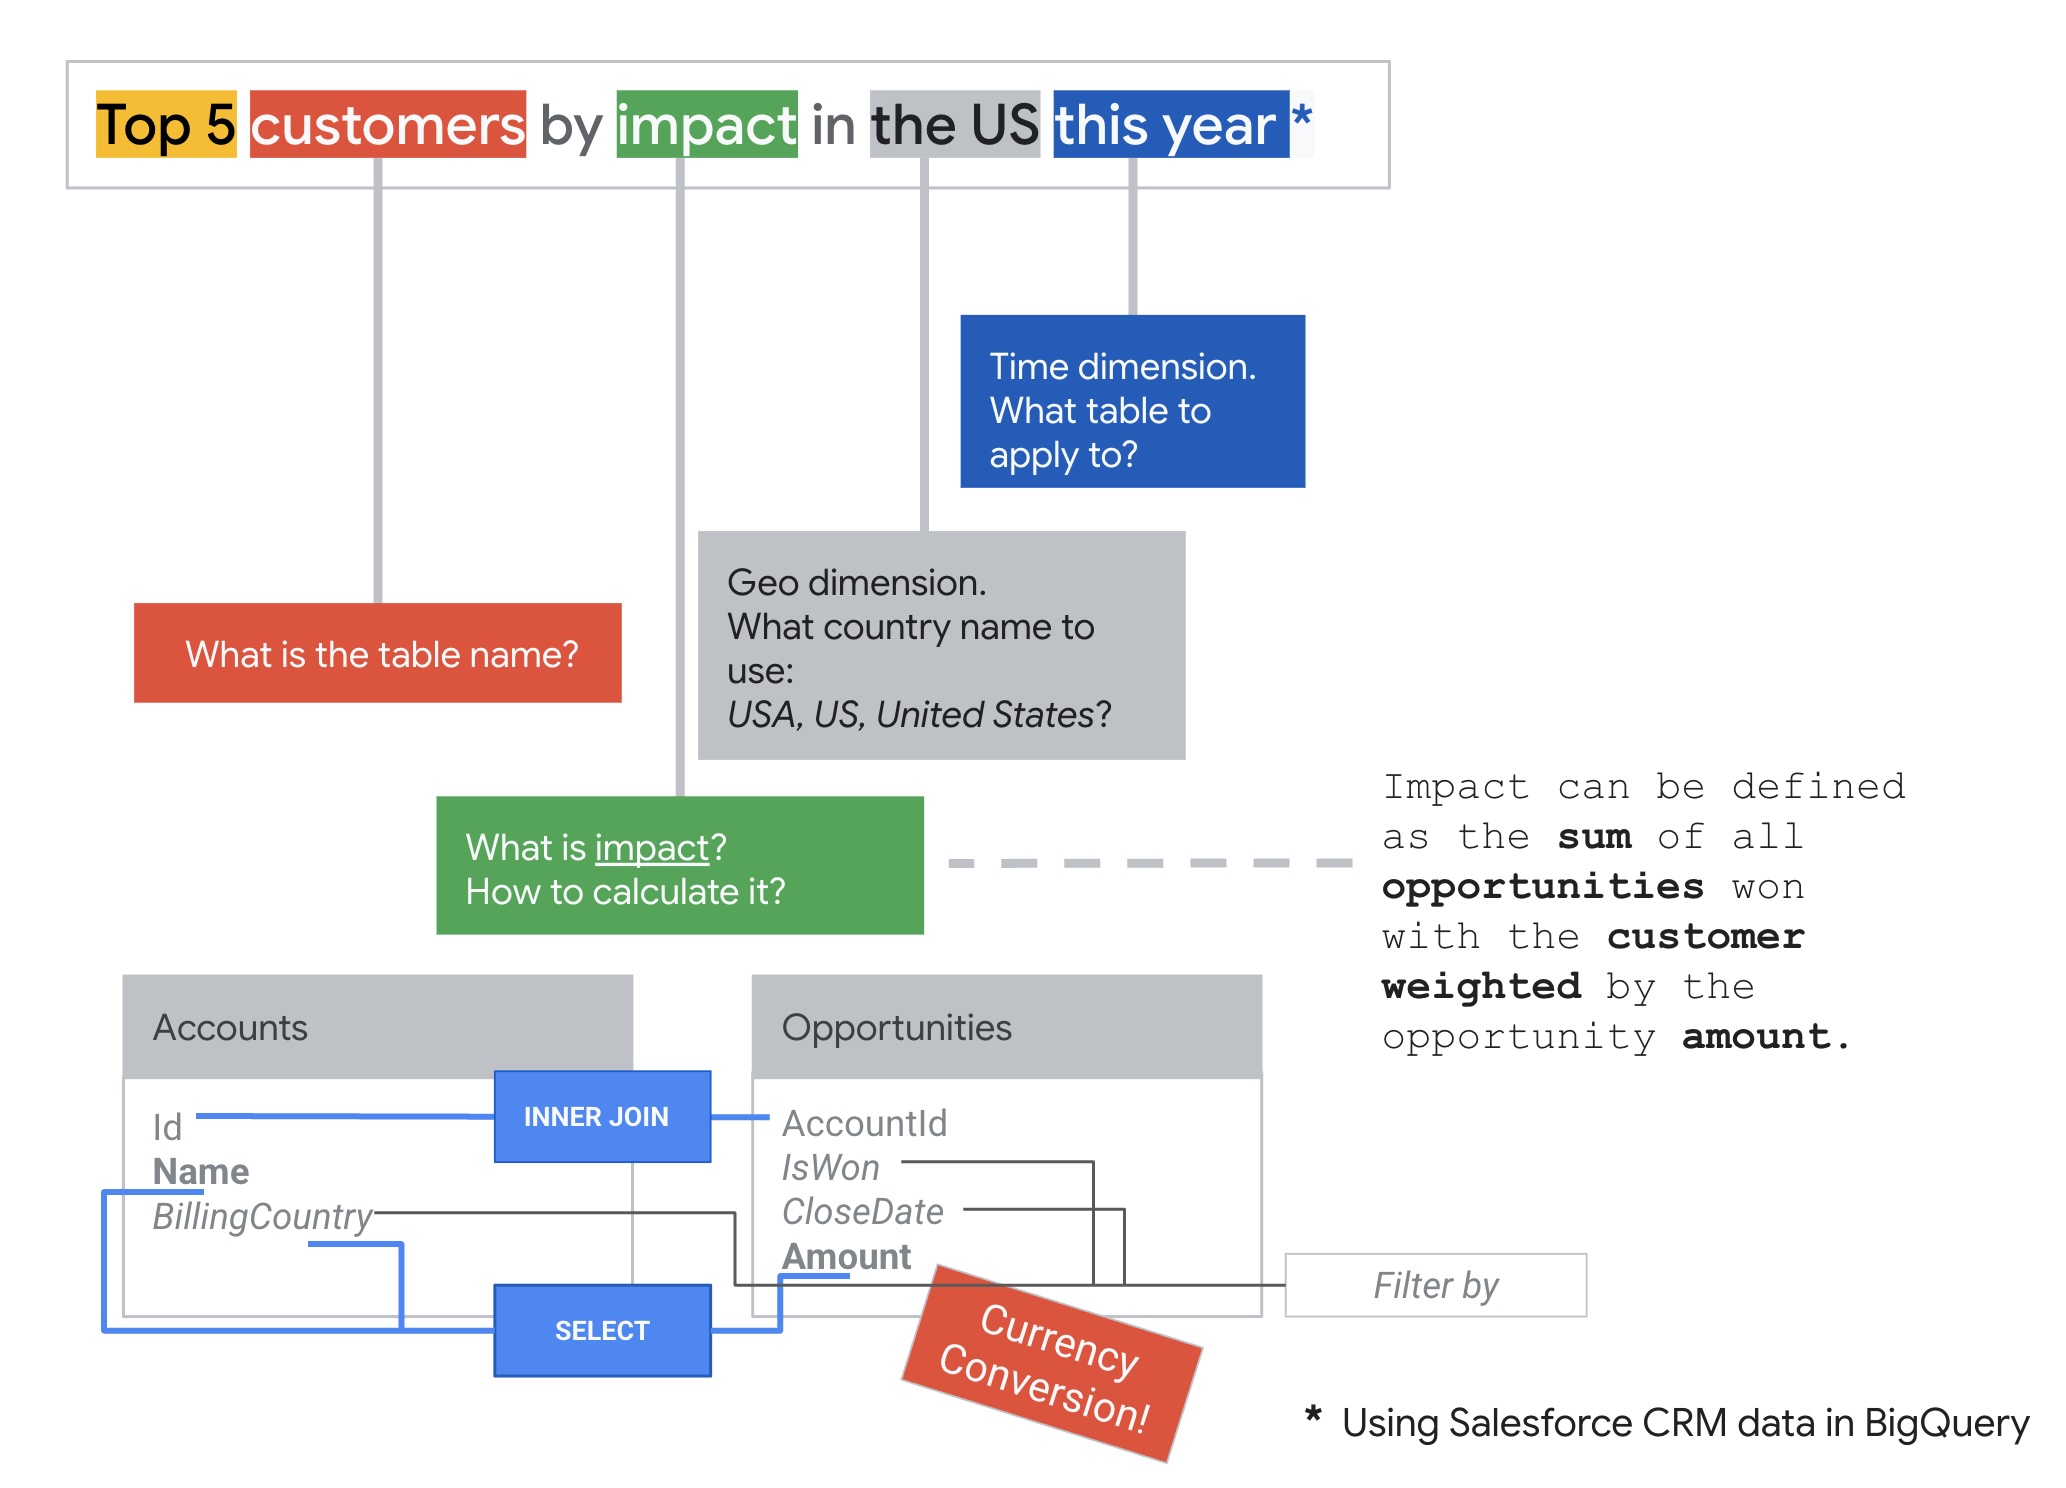 Top 5 customers by impact in the US this year *
Time dimension.
What table to
apply to?
Geo dimension.
What country name to
use:
USA, US, United States?
What is the table name?
What is impact?
How to calculate it?
Impact can be defined
as the sum of all
opportunities won
with the customer
weighted by the
opportunity amount.
Accounts
Id
Name
BillingCountry
INNER JOIN
SELECT
Opportunities
AccountId
IsWon
CloseDate
Amount
Currency
Conversion!
Filter by
* Using Salesforce CRM data in BigQuery